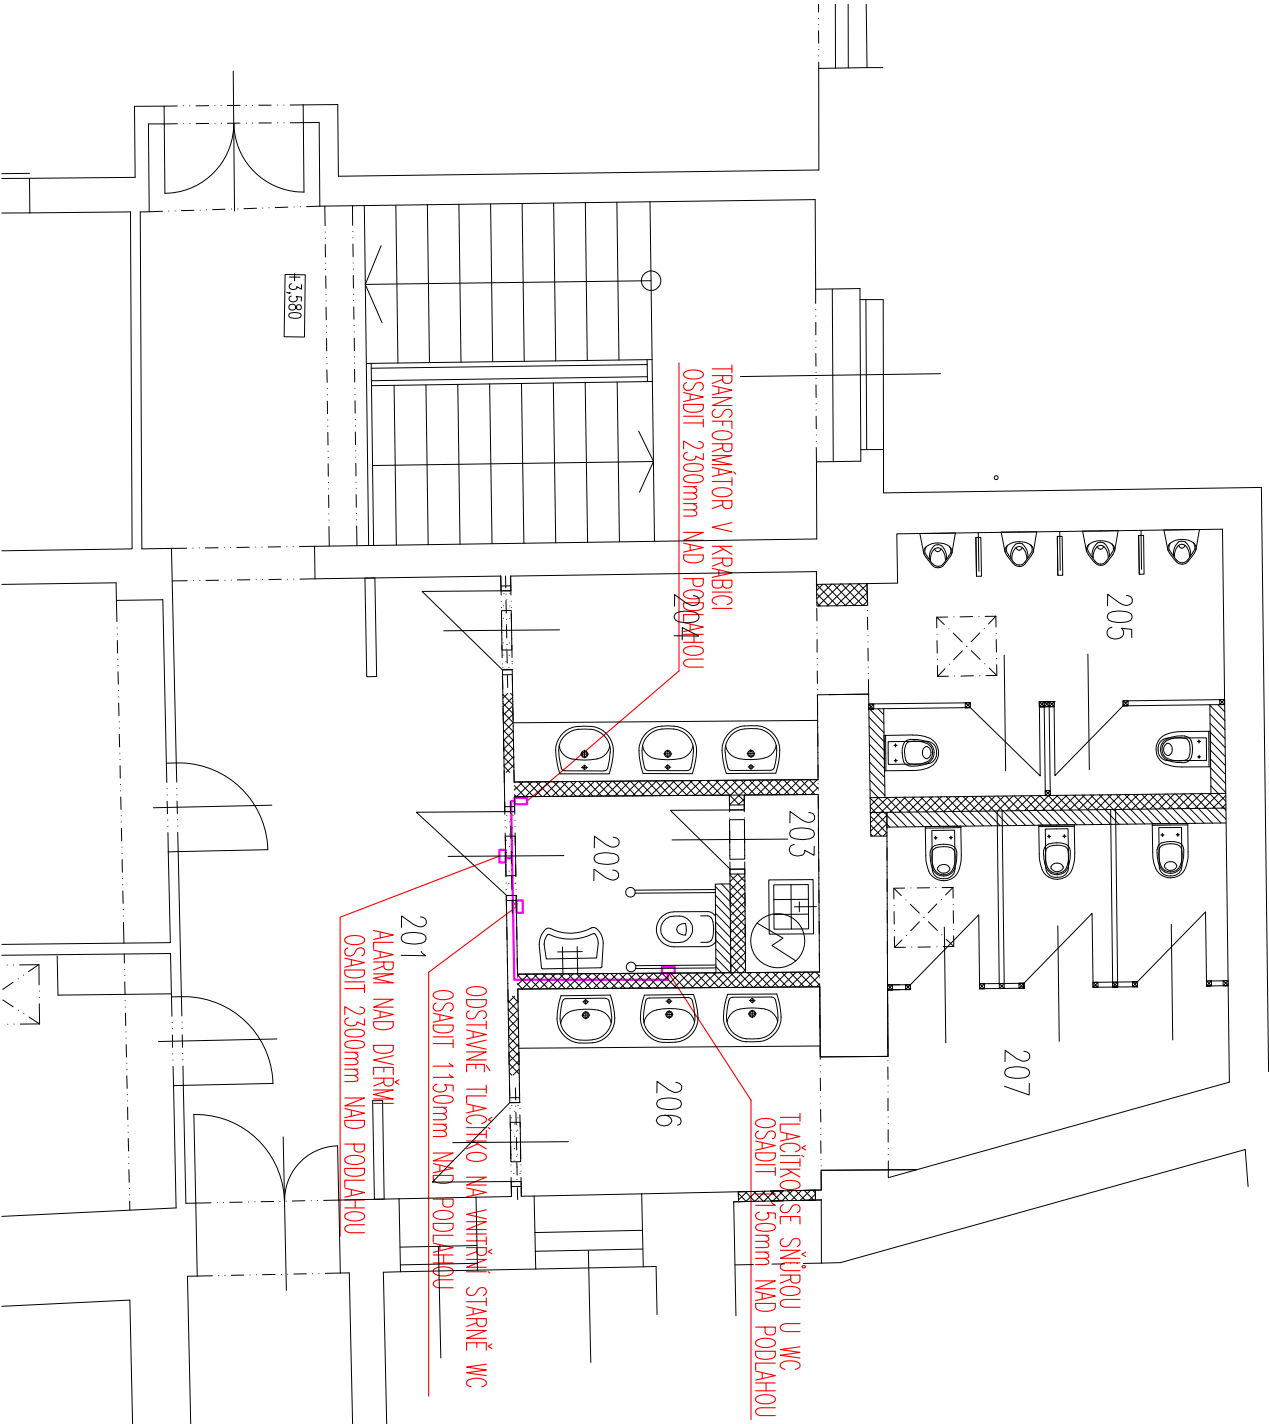 +3,580
TRANSFORMÁTOR V KRABICI
OSADIT 2300mm NAD PODLAHOU
204
205
203
202
201
ALARM NAD DVEŘMI
OSADIT 2300mm NAD PODLAHOU
ODSTAVNÉ TLAČÍTKO NA VNITŘNÍ STARNĚ WC
OSADIT 1150mm NAD PODLAHOU
206
207
TLAČÍTKO SE SNŮROU U WC
OSADIT 1150mm NAD PODLAHOU